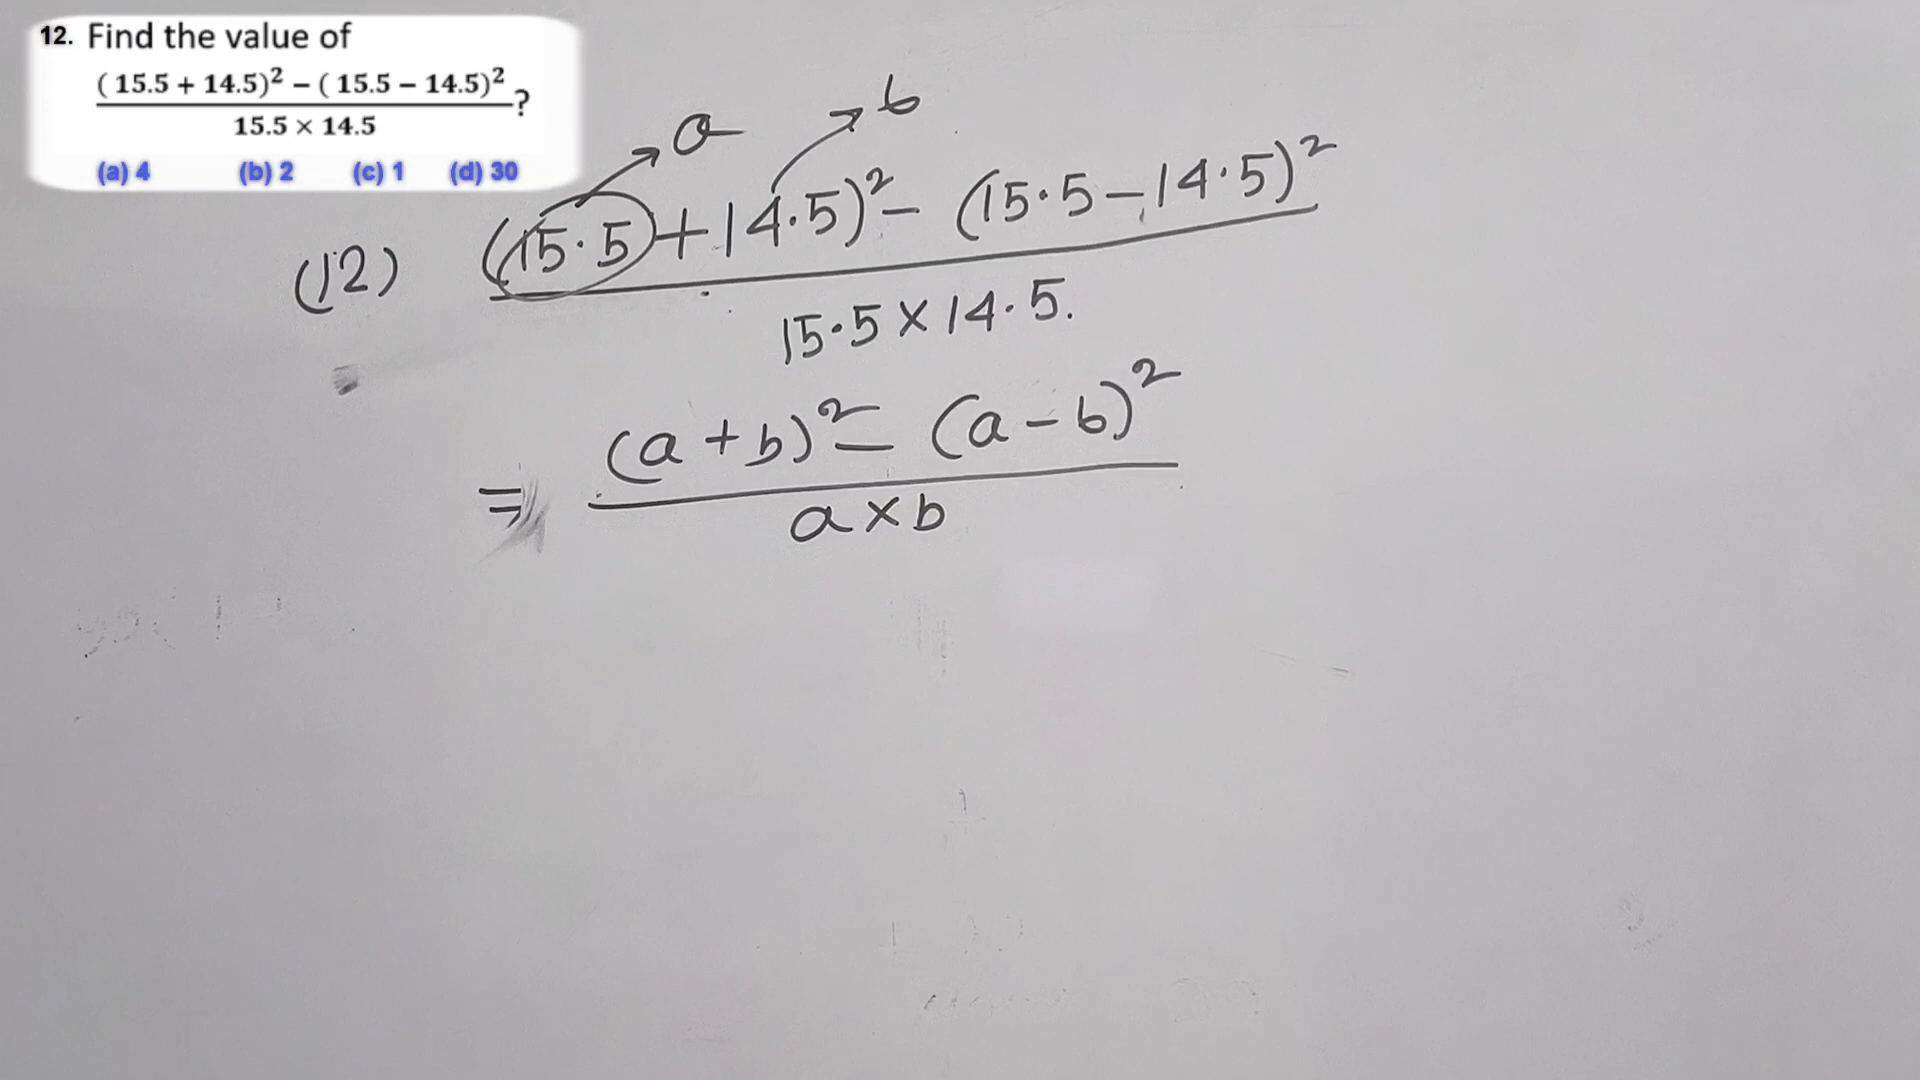 12. Find the value of
( 15.5 + 14.5)² − ( 15.5 − 14.5)²
?
15.5 × 14.5
(a) 4 (b) 2 (c) 1 (d) 30
a b
(12) (15.5 + 14.5)² − (15.5 − 14.5)²
15.5 × 14.5.
= (a + b)² − (a − b)²
a × b